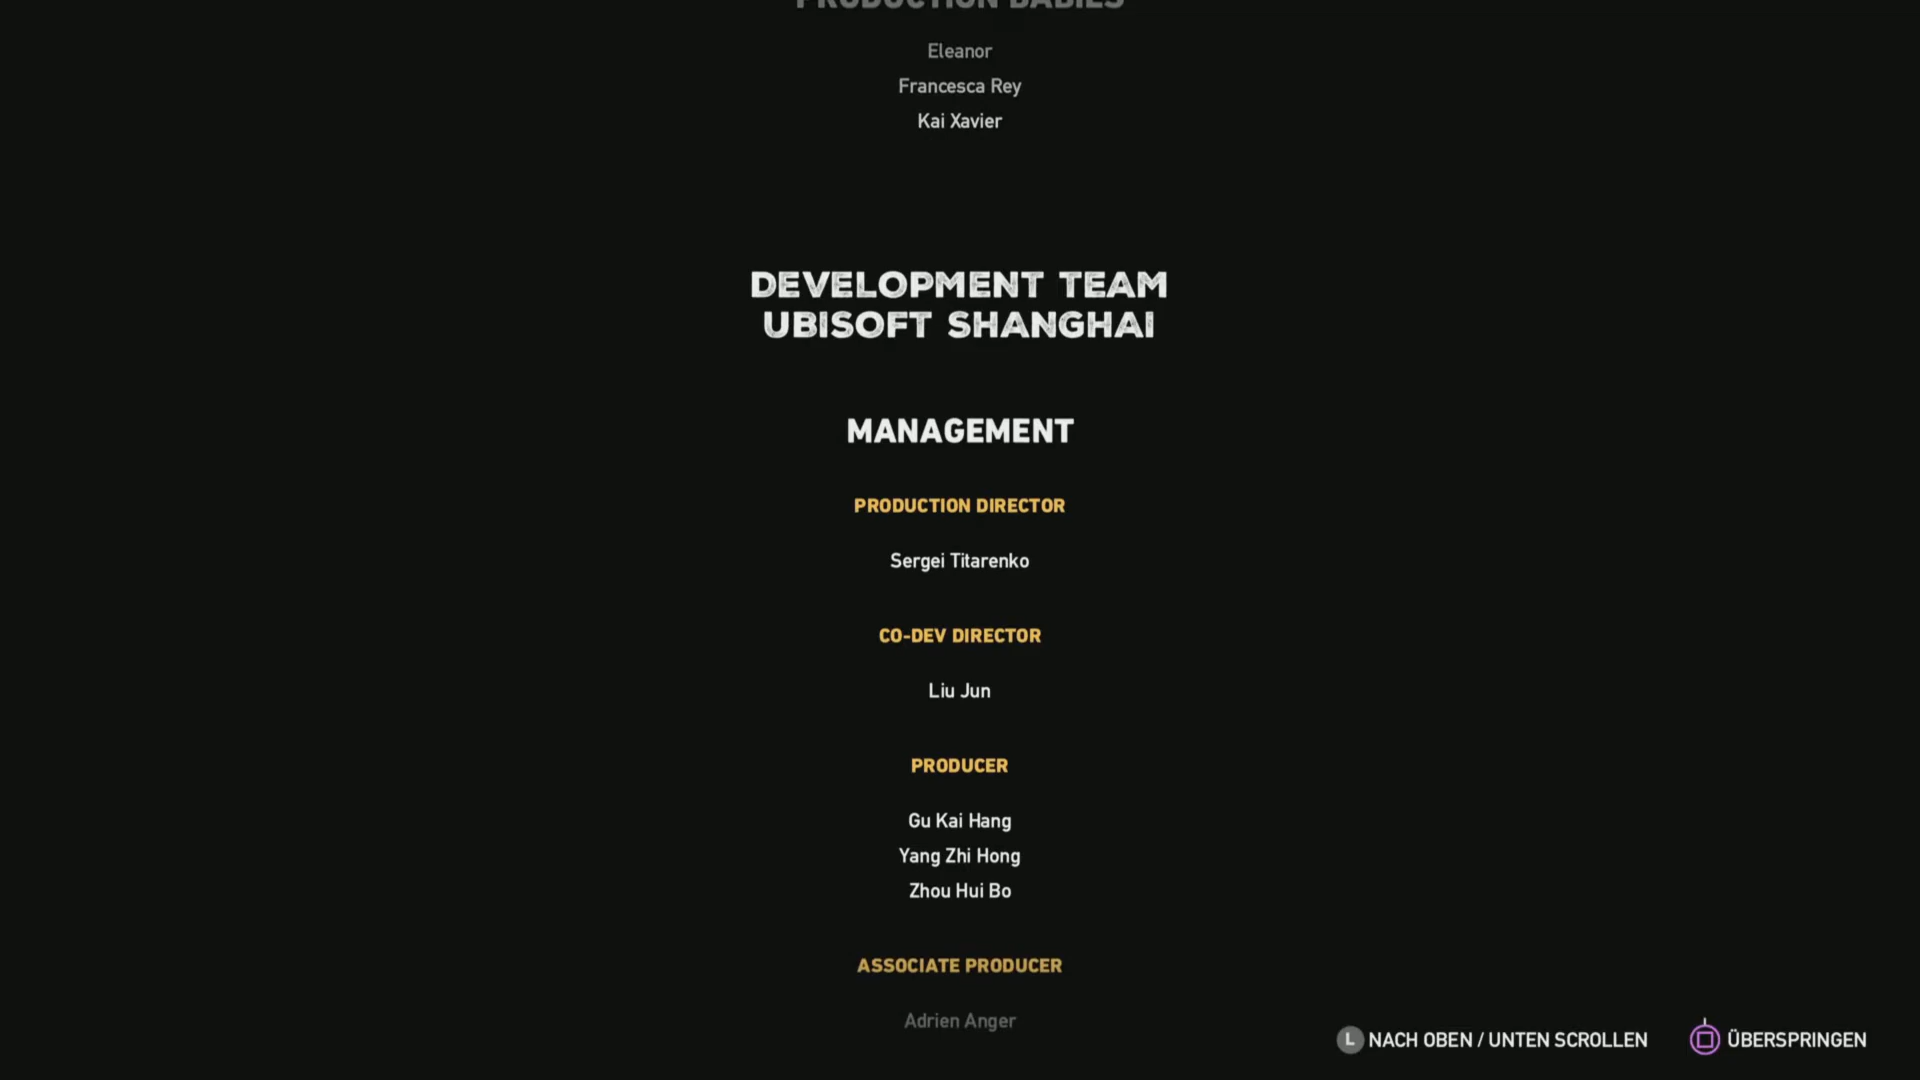 PRODUCTION BABIES
Eleanor
Francesca Rey
Kai Xavier
DEVELOPMENT TEAM
UBISOFT SHANGHAI
MANAGEMENT
PRODUCTION DIRECTOR
Sergei Titarenko
CO-DEV DIRECTOR
Liu Jun
PRODUCER
Gu Kai Hang
Yang Zhi Hong
Zhou Hui Bo
ASSOCIATE PRODUCER
Adrien Anger
L NACH OBEN / UNTEN SCROLLEN ÜBERSPRINGEN